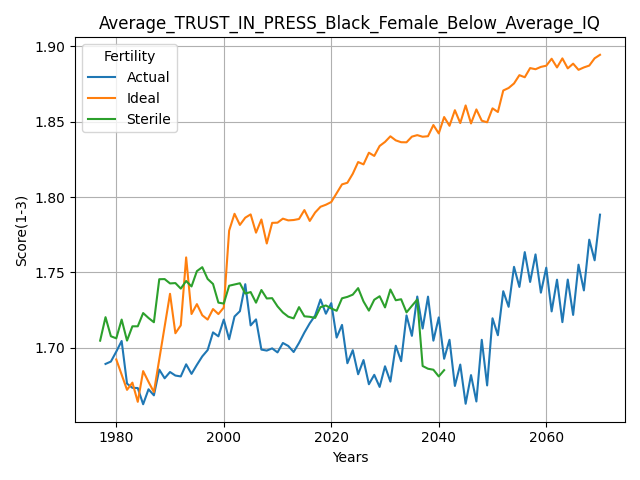 Average_TRUST_IN_PRESS_Black_Female_Below_Average_IQ
Fertility
Actual
Ideal
Sterile
Score(1-3)
1.90
1.85
1.80
1.75
1.70
1980
2000
2020
2040
2060
Years